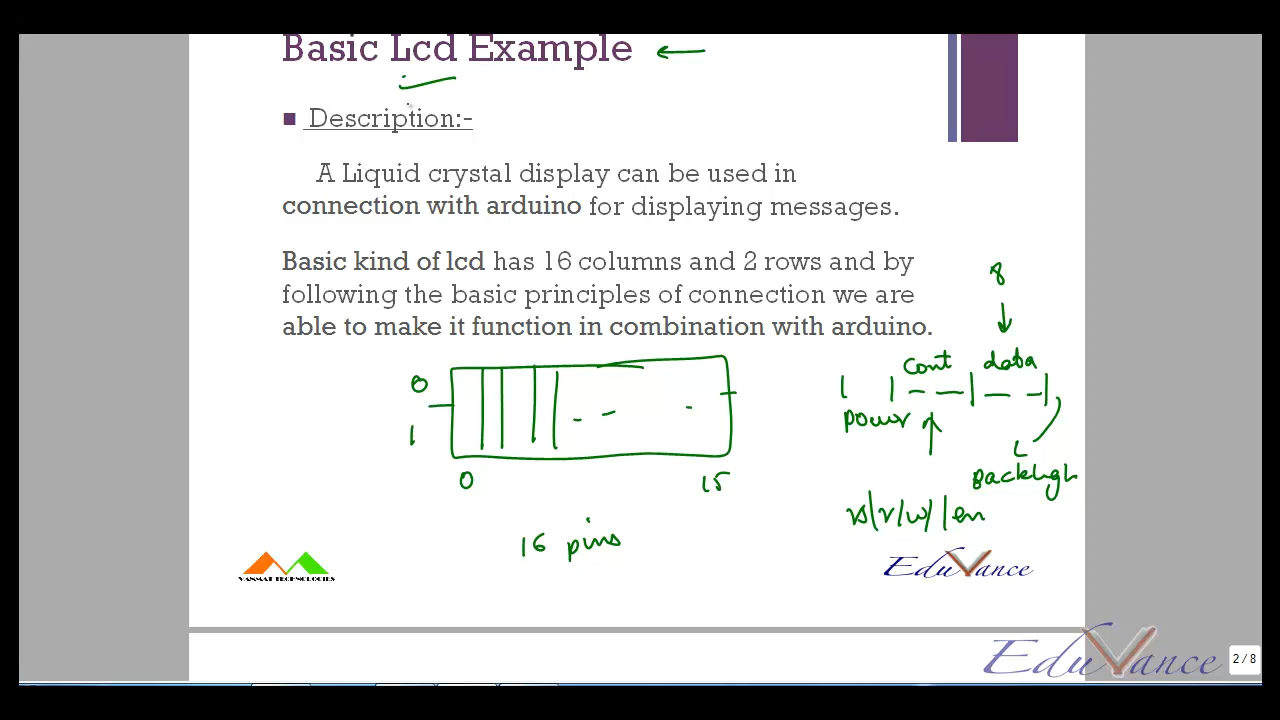 Basic Lcd Example
Description:-
A Liquid crystal display can be used in
connection with arduino for displaying messages.
Basic kind of lcd has 16 columns and 2 rows and by
following the basic principles of connection we are
able to make it function in combination with arduino.
8
cont data
power
Backligh
0
1
0 15
16 pins
rs/r/w//en
VANMAT TECHNOLOGIES
EduVance
EduVance
2 / 8